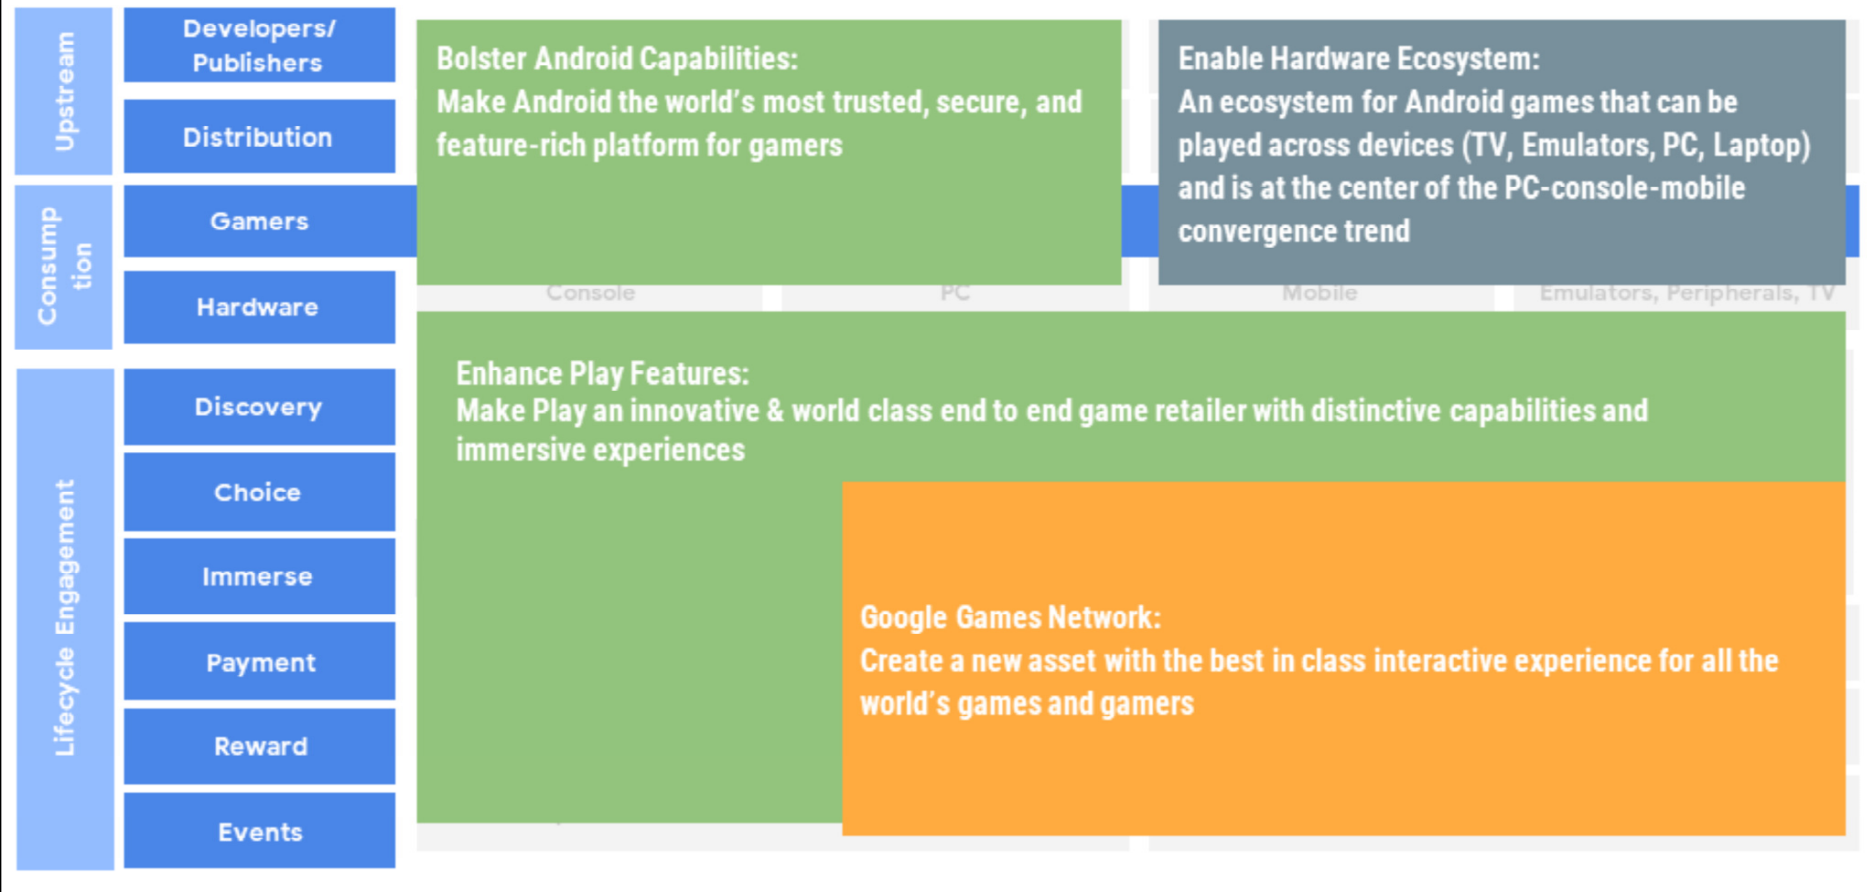 Upstream
Developers/
Publishers
Distribution
Bolster Android Capabilities:
Make Android the world's most trusted, secure, and
feature-rich platform for gamers
Enable Hardware Ecosystem:
An ecosystem for Android games that can be
played across devices (TV, Emulators, PC, Laptop)
and is at the center of the PC-console-mobile
convergence trend
Consump
tion
Gamers
Hardware
Console
PC
Mobile
Emulators, Peripherals, TV
Lifecycle Engagement
Discovery
Choice
Immerse
Payment
Reward
Events
Enhance Play Features:
Make Play an innovative & world class end to end game retailer with distinctive capabilities and
immersive experiences
Google Games Network:
Create a new asset with the best in class interactive experience for all the
world's games and gamers